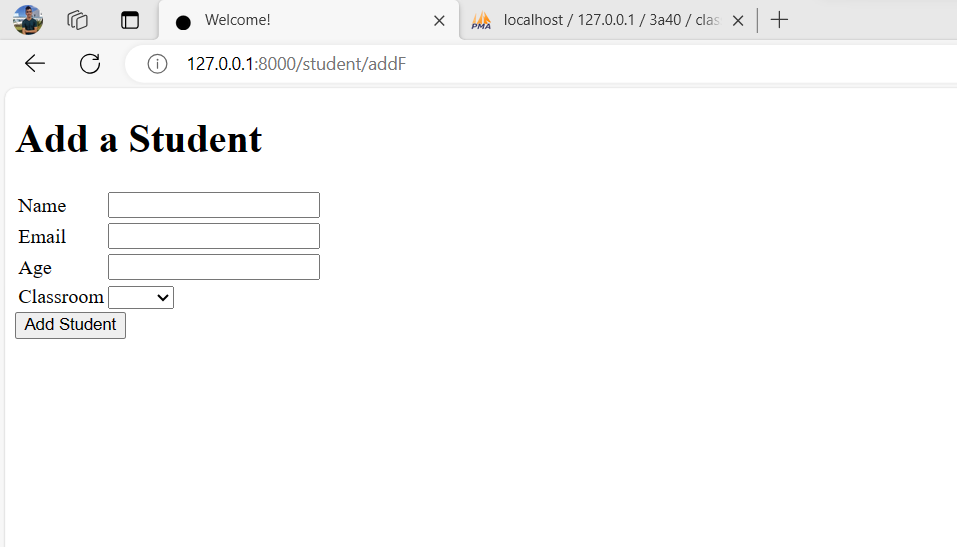 Welcome!
PMA
localhost / 127.0.0.1 / 3a40 / clas
127.0.0.1:8000/student/addF
Add a Student
Name
Email
Age
Classroom
Add Student